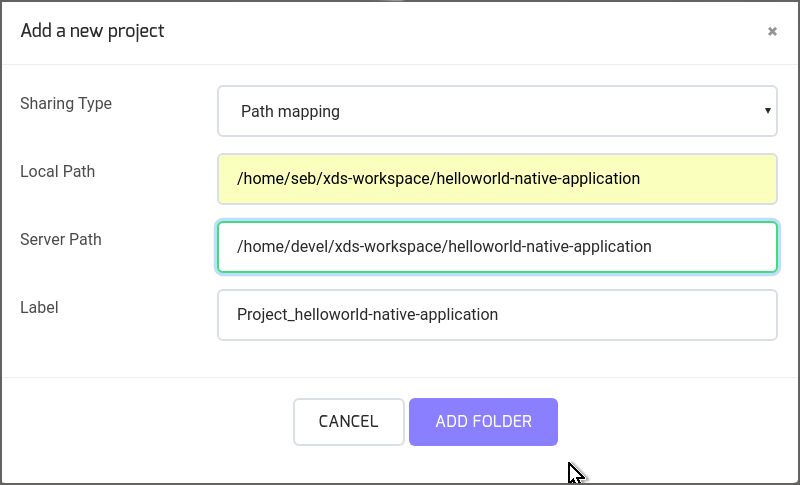 Add a new project
Sharing Type
Path mapping
Local Path
/home/seb/xds-workspace/helloworld-native-application
Server Path
/home/devel/xds-workspace/helloworld-native-application
Label
Project_helloworld-native-application
CANCEL
ADD FOLDER